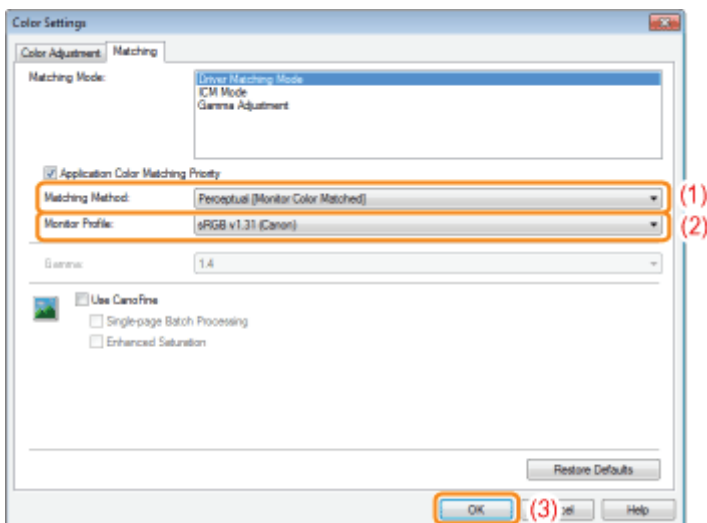 Color Settings
Color Adjustment Matching
Matching Mode:
Driver Matching Mode
ICM Mode
Gamma Adjustment
Application Color Matching Priority
Matching Method: Perceptual [Monitor Color Matched] (1)
Monitor Profile: sRGB v1.31 (Canon) (2)
Gamma: 1.4
Use CanoFine
Single-page Batch Processing
Enhanced Saturation
Restore Defaults
OK (3) Help